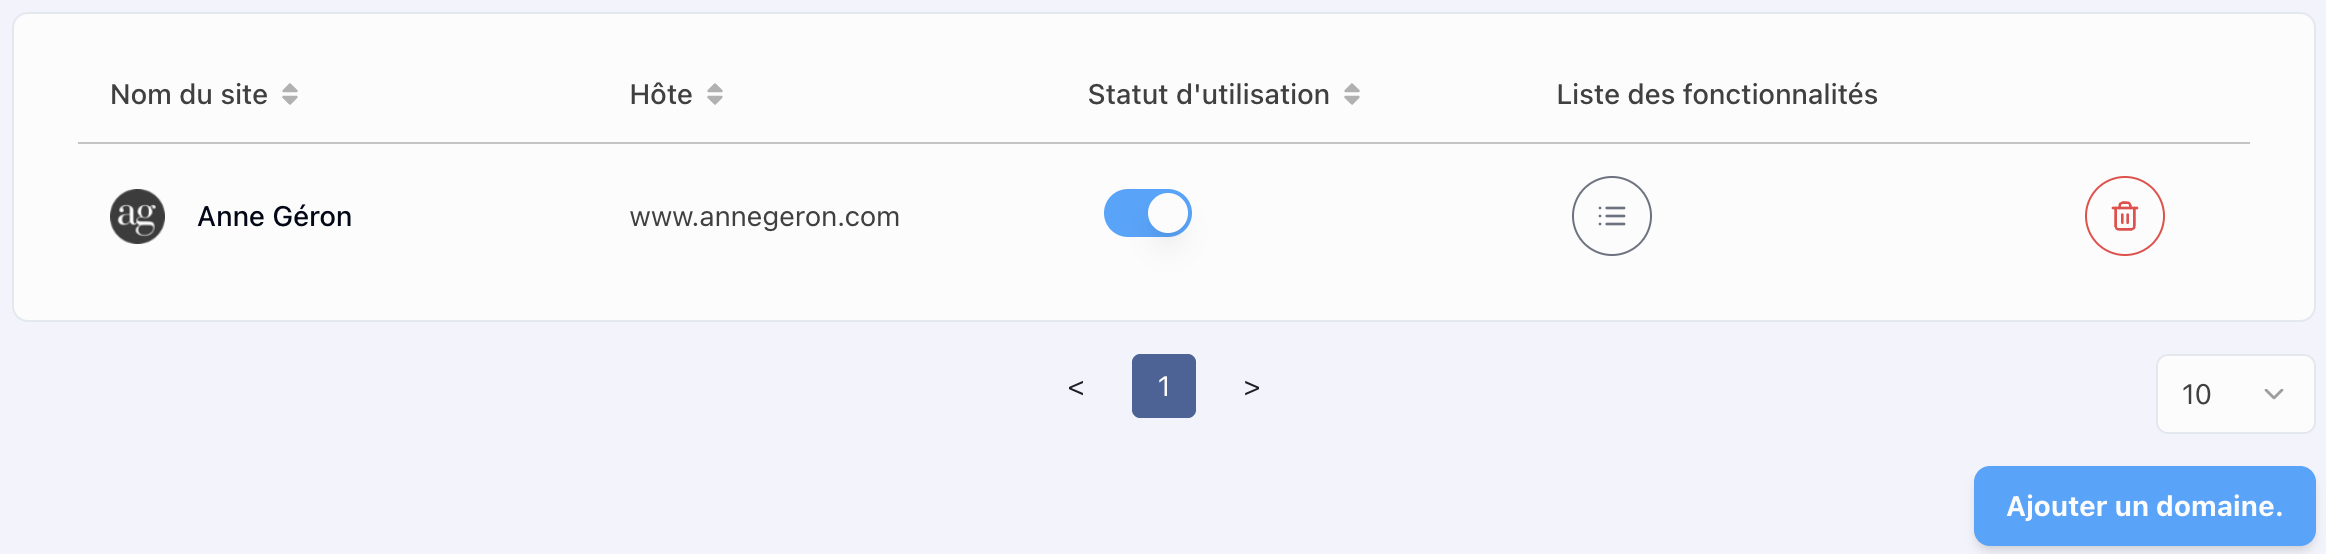 Nom du site Hôte Statut d'utilisation Liste des fonctionnalités
ag Anne Géron www.annegeron.com
< 1 >
10
Ajouter un domaine.